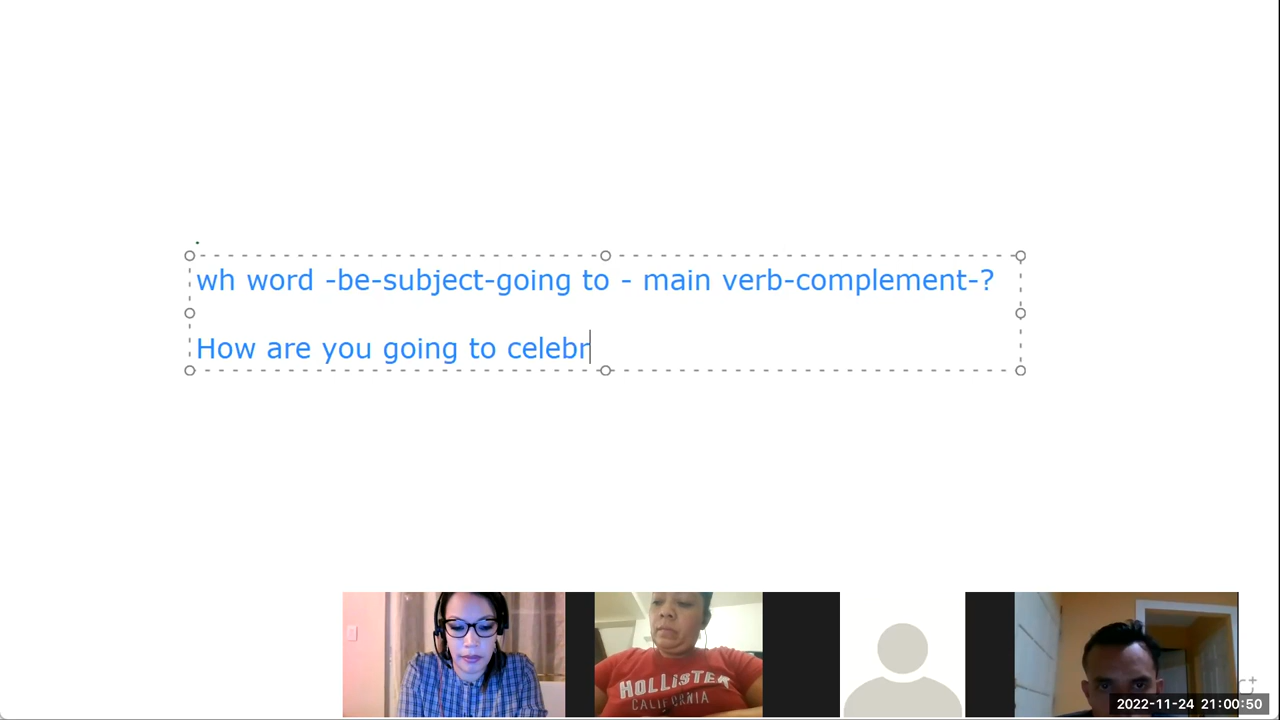 wh word -be-subject-going to - main verb-complement-?
How are you going to celebr
HOLLISTER
CALIFORNIA
2022-11-24 21:00:50